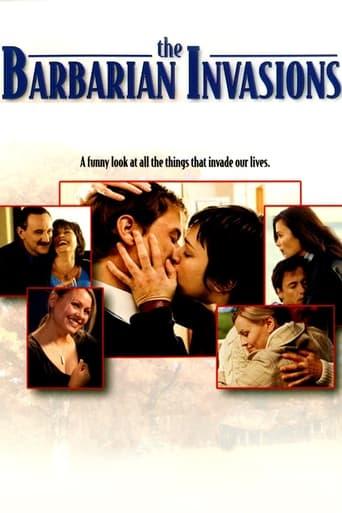 the
BARBARIAN INVASIONS
A funny look at all the things that invade our lives.